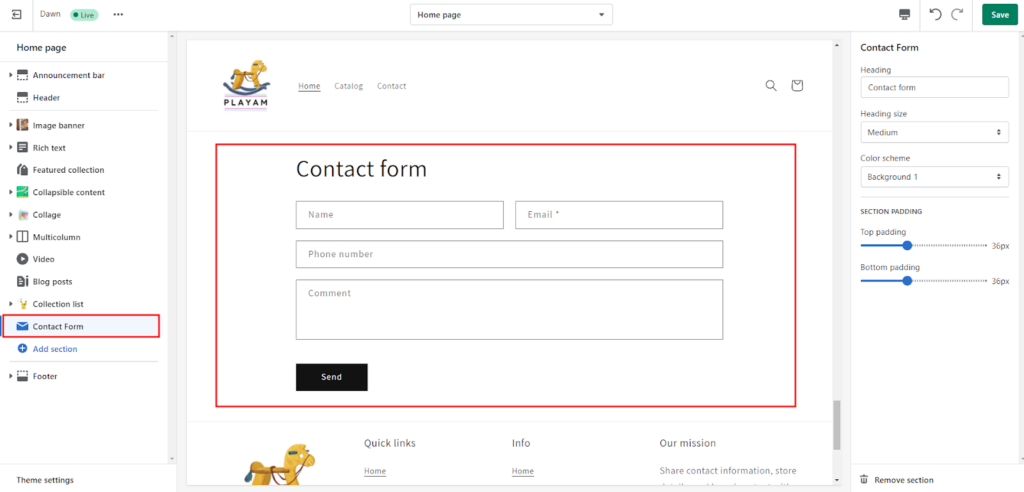 Dawn
Live
Home page
Save
Home page
Announcement bar
Header
Image banner
Rich text
Featured collection
Collapsible content
Collage
Multicolumn
Video
Blog posts
Collection list
Contact Form
Add section
Footer
Theme settings
PLAYAM
Home Catalog Contact
Contact form
Name
Email *
Phone number
Comment
Send
Quick links
Info
Our mission
Home
Home
Share contact information, store
Contact Form
Heading
Contact form
Heading size
Medium
Color scheme
Background 1
SECTION PADDING
Top padding
36px
Bottom padding
36px
Remove section